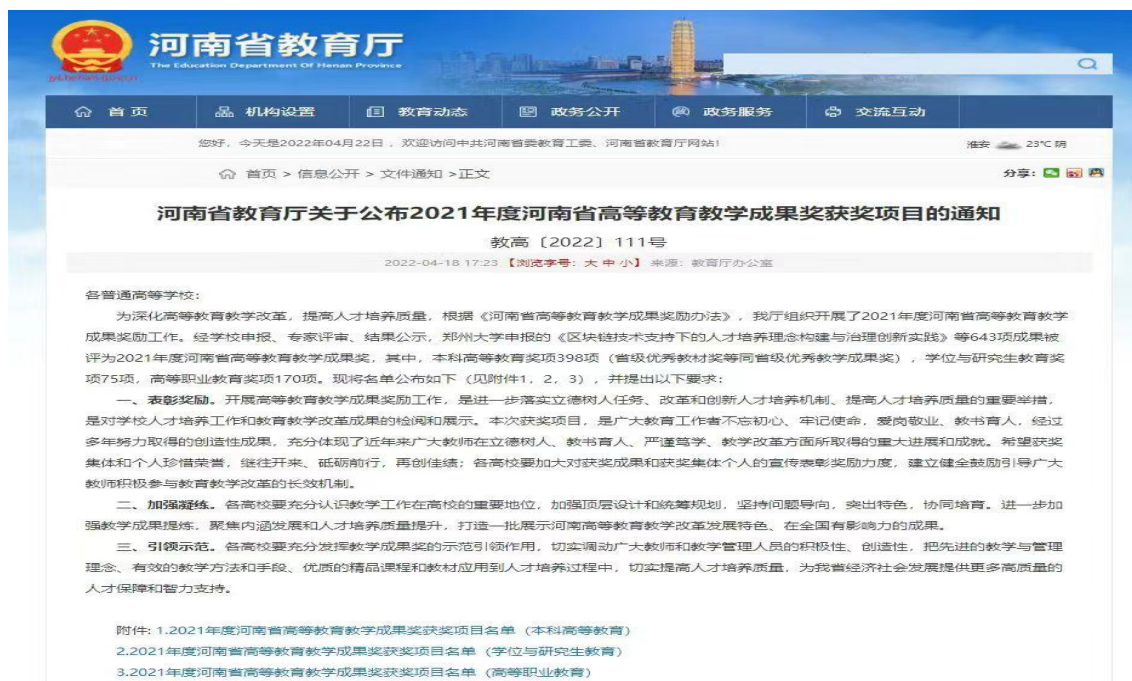 河南省教育厅
The Education Department Of Henan Province
首页 机构设置 教育动态 政务公开 政务服务 交流互动
您好，今天是2022年04月22日，欢迎访问中共河南省委教育工委、河南省教育厅网站！ 淮安 23℃ 阴
首页 > 信息公开 > 文件通知 >正文 分享：
河南省教育厅关于公布2021年度河南省高等教育教学成果奖获奖项目的通知
教高〔2022〕111号
2022-04-18 17:23 【浏览字号：大 中 小】 来源：教育厅办公室
各普通高等学校：
为深化高等教育教学改革，提高人才培养质量，根据《河南省高等教育教学成果奖励办法》，我厅组织开展了2021年度河南省高等教育教学
成果奖励工作。经学校申报、专家评审、结果公示，郑州大学申报的《区块链技术支持下的人才培养理念构建与治理创新实践》等643项成果被
评为2021年度河南省高等教育教学成果奖，其中，本科高等教育奖项398项（省级优秀教材奖等同省级优秀教学成果奖），学位与研究生教育奖
项75项，高等职业教育奖项170项。现将名单公布如下（见附件1，2，3），并提出以下要求：
一、表彰奖励。开展高等教育教学成果奖励工作，是进一步落实立德树人任务、改革和创新人才培养机制、提高人才培养质量的重要举措，
是对学校人才培养工作和教育教学改革成果的检阅和展示。本次获奖项目，是广大教育工作者不忘初心、牢记使命，爱岗敬业、教书育人，经过
多年努力取得的创造性成果，充分体现了近年来广大教师在立德树人、教书育人、严谨笃学、教学改革方面所取得的重大进展和成就。希望获奖
集体和个人珍惜荣誉，继往开来、砥砺前行，再创佳绩；各高校要加大对获奖成果和获奖集体个人的宣传表彰奖励力度，建立健全鼓励引导广大
教师积极参与教育教学改革的长效机制。
二、加强凝练。各高校要充分认识教学工作在高校的重要地位，加强顶层设计和统筹规划，坚持问题导向，突出特色，协同培育。进一步加
强教学成果提炼，聚焦内涵发展和人才培养质量提升，打造一批展示河南高等教育教学改革发展特色、在全国有影响力的成果。
三、引领示范。各高校要充分发挥教学成果奖的示范引领作用，切实调动广大教师和教学管理人员的积极性、创造性，把先进的教学与管理
理念、有效的教学方法和手段、优质的精品课程和教材应用到人才培养过程中，切实提高人才培养质量，为我省经济社会发展提供更多高质量的
人才保障和智力支持。
附件: 1.2021年度河南省高等教育教学成果奖获奖项目名单（本科高等教育）
2.2021年度河南省高等教育教学成果奖获奖项目名单（学位与研究生教育）
3.2021年度河南省高等教育教学成果奖获奖项目名单（高等职业教育）